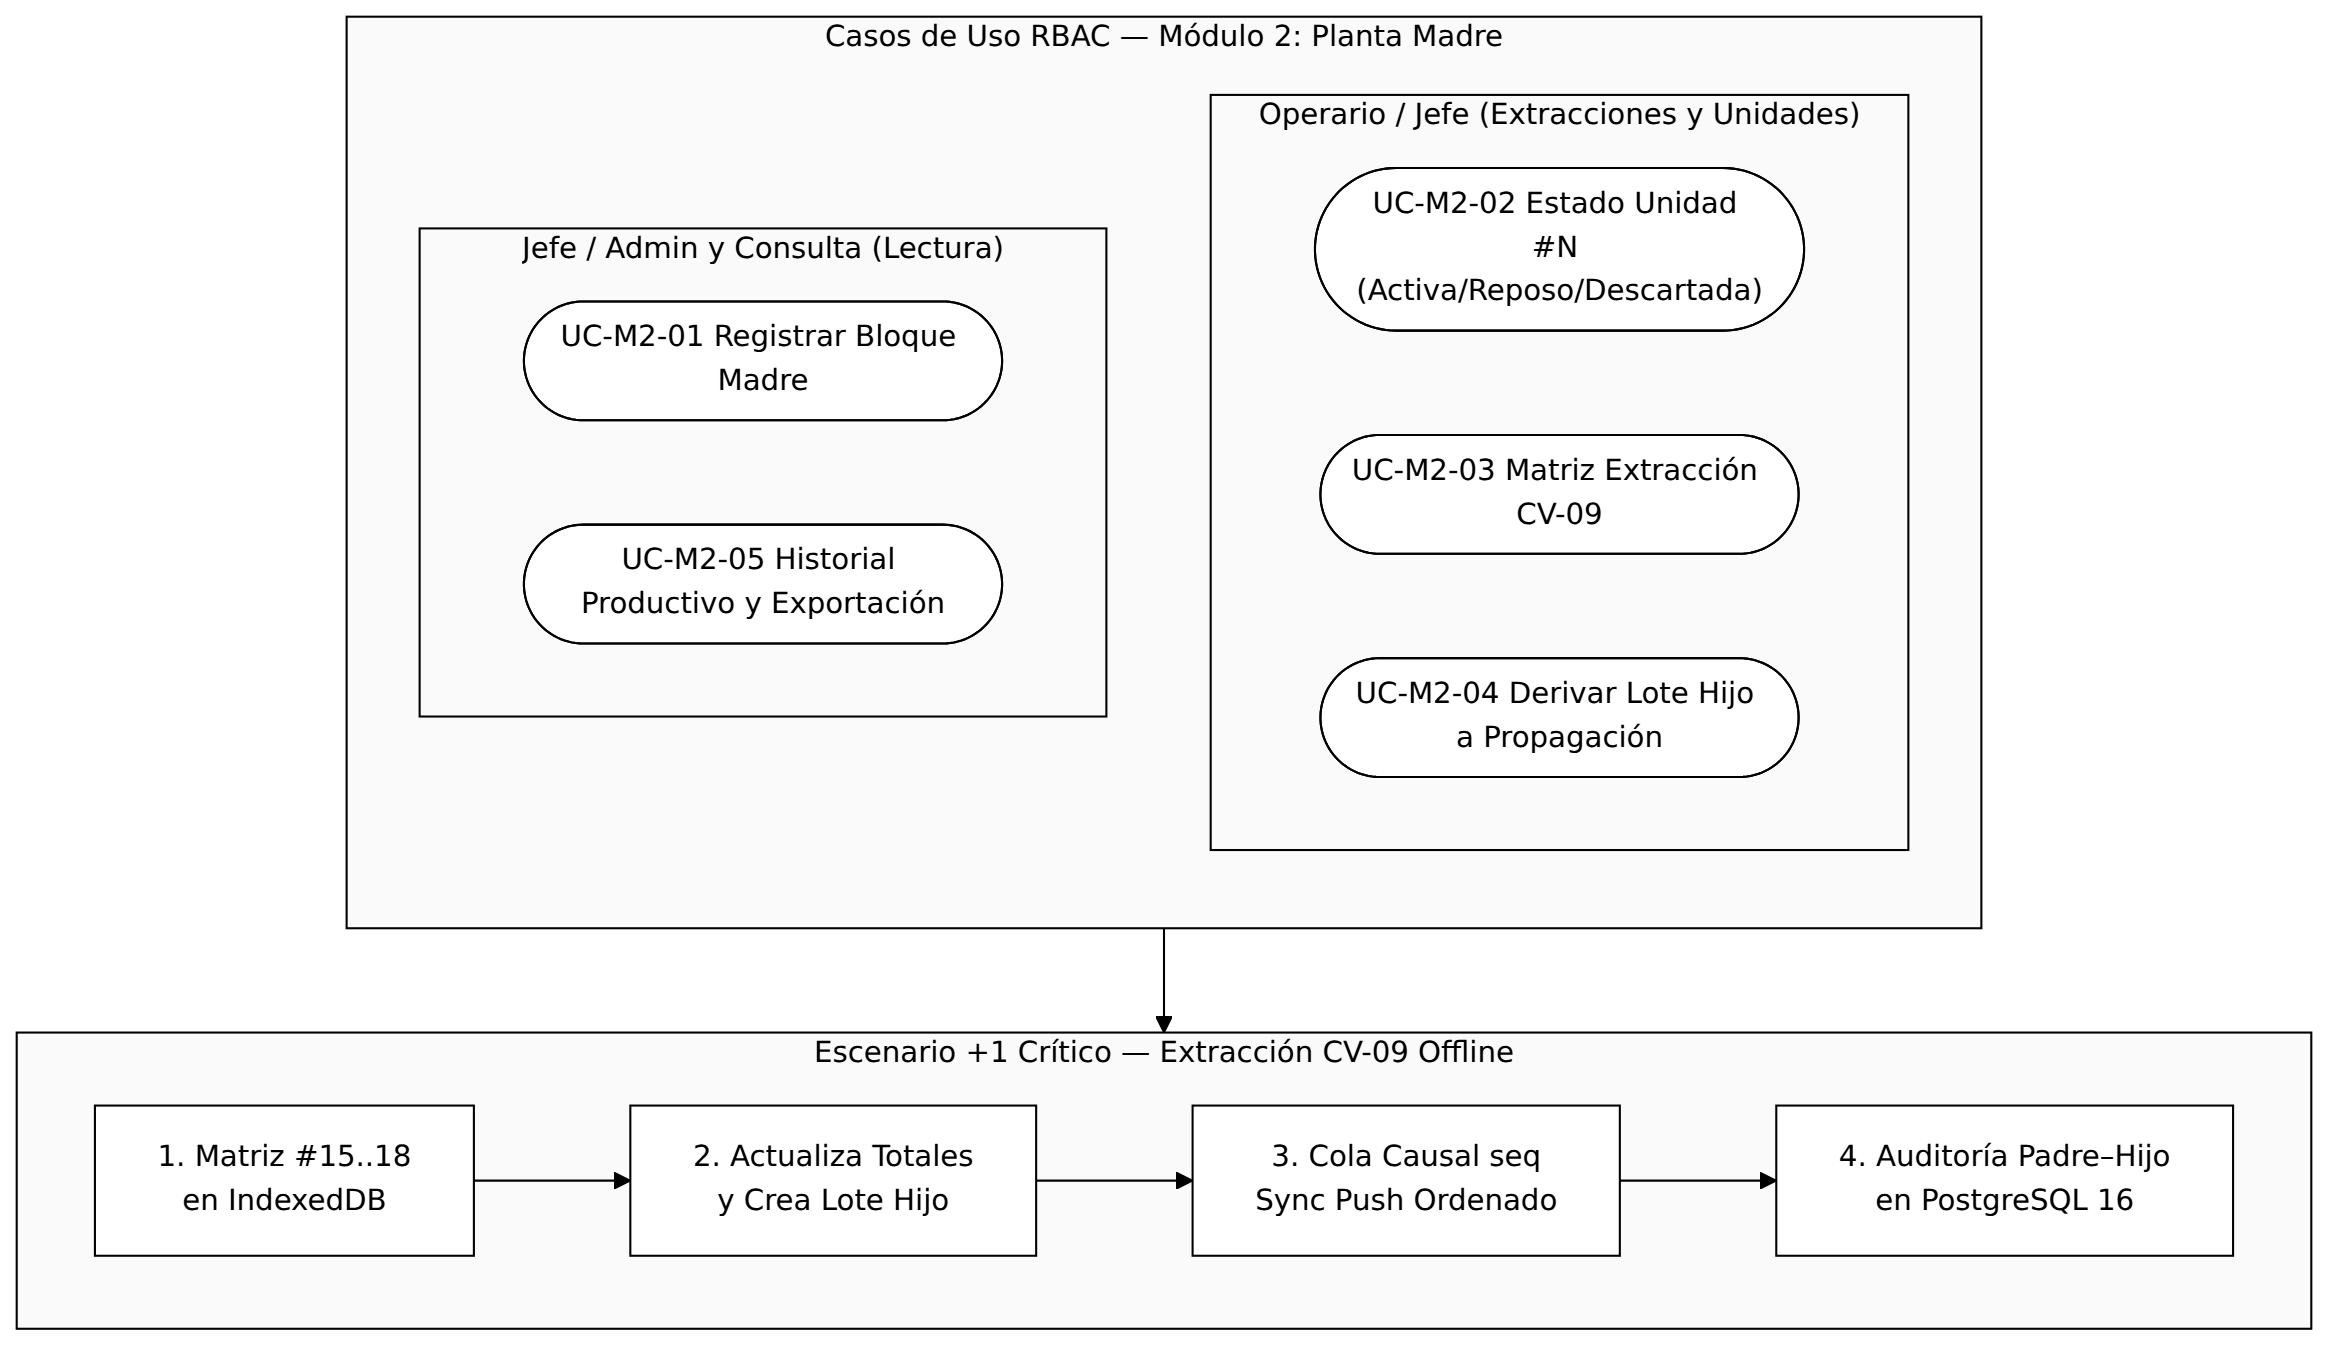 Casos de Uso RBAC — Módulo 2: Planta Madre
Jefe / Admin y Consulta (Lectura)
UC-M2-01 Registrar Bloque
Madre
UC-M2-05 Historial
Productivo y Exportación
Operario / Jefe (Extracciones y Unidades)
UC-M2-02 Estado Unidad
#N
(Activa/Reposo/Descartada)
UC-M2-03 Matriz Extracción
CV-09
UC-M2-04 Derivar Lote Hijo
a Propagación
Escenario +1 Crítico — Extracción CV-09 Offline
1. Matriz #15..18
en IndexedDB
2. Actualiza Totales
y Crea Lote Hijo
3. Cola Causal seq
Sync Push Ordenado
4. Auditoría Padre–Hijo
en PostgreSQL 16